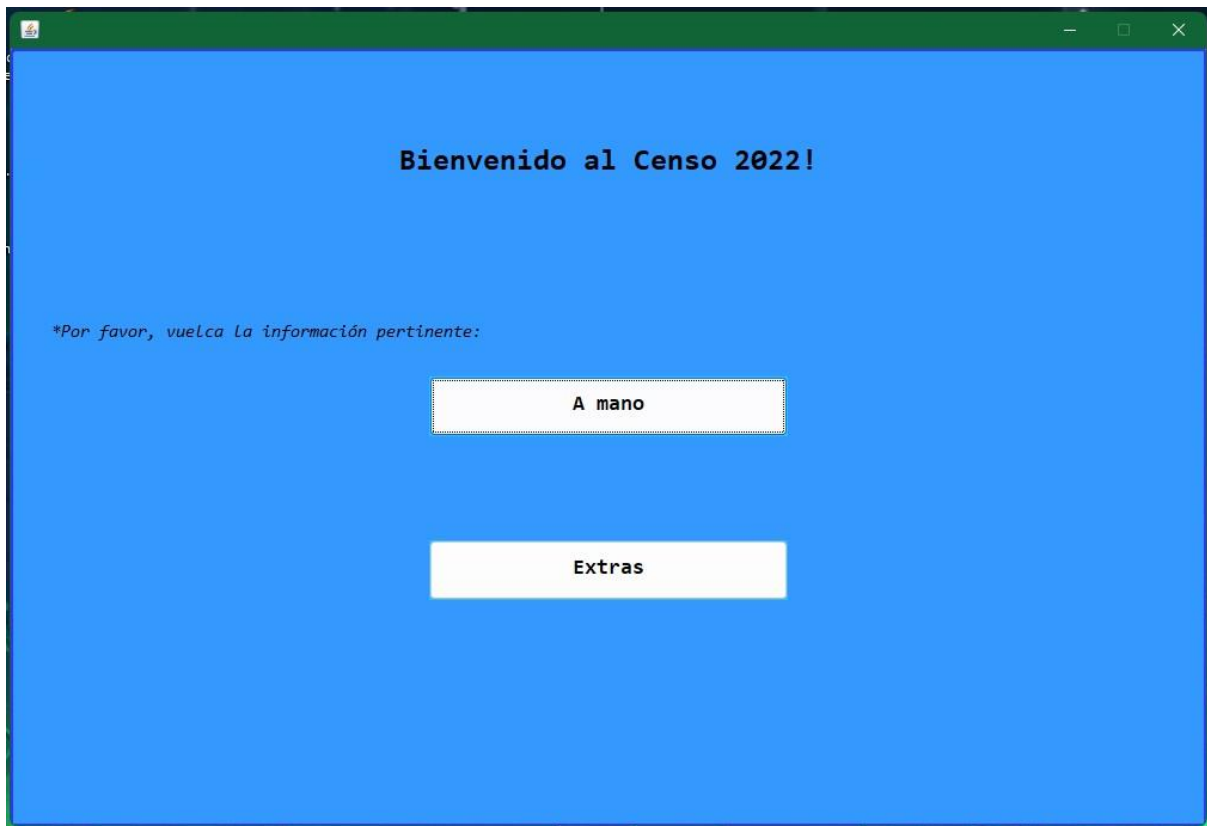 Bienvenido al Censo 2022!
*Por favor, vuelca la información pertinente:
A mano
Extras